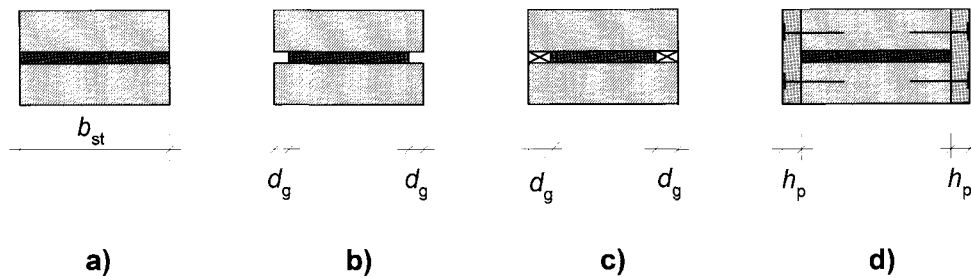 b_st
d_g d_g d_g d_g h_p h_p
a) b) c) d)